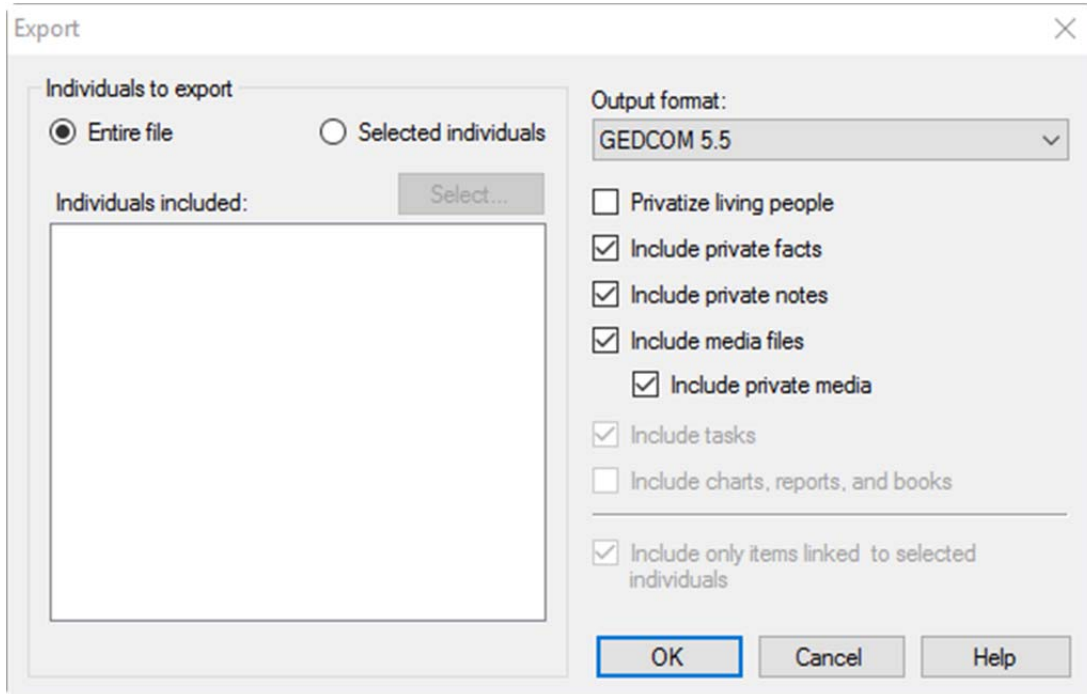 Export
Individuals to export
Entire file
Selected individuals
Individuals included:
Select...
Output format:
GEDCOM 5.5
Privatize living people
Include private facts
Include private notes
Include media files
Include private media
Include tasks
Include charts, reports, and books
Include only items linked to selected
individuals
OK
Cancel
Help